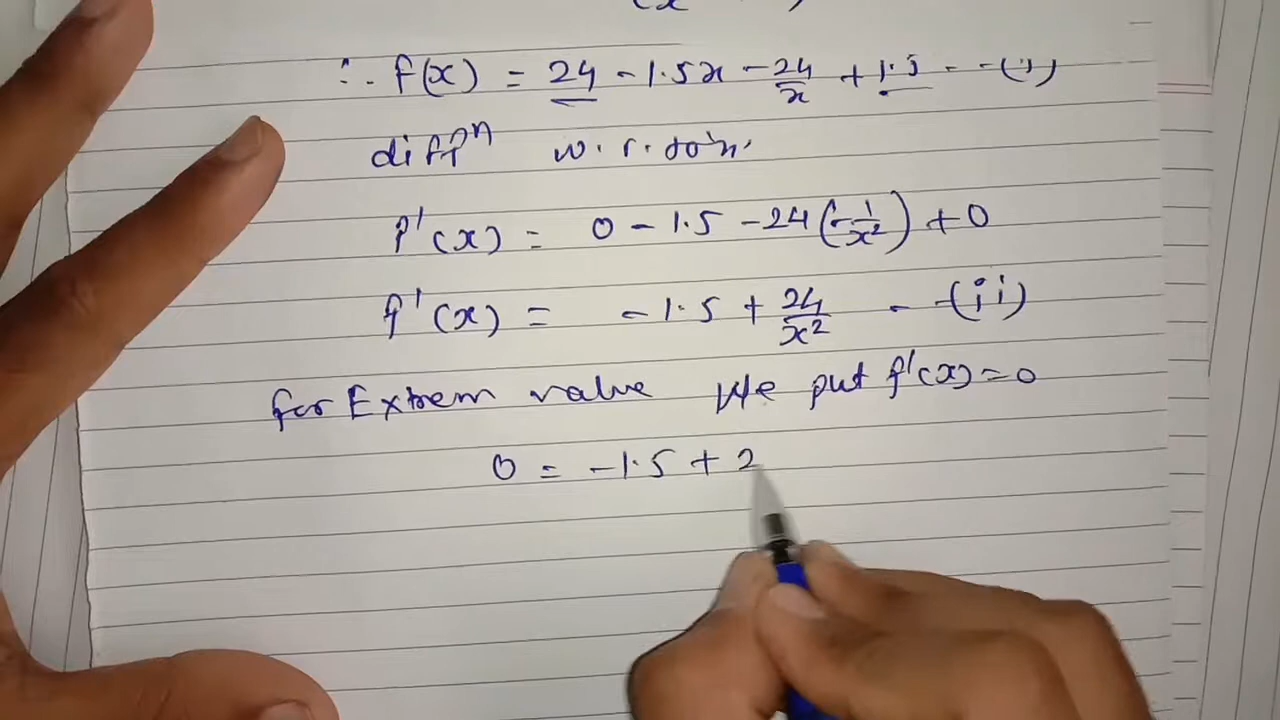 ∴ f(x) = 24 - 1.5x - 24/x + 1.5 - - (i)
diffⁿ w.r.to 'x'
f'(x) = 0 - 1.5 - 24(-1/x²) + 0
f'(x) = -1.5 + 24/x² - - (ii)
for Extrem value We put f'(x) = 0
0 = -1.5 + 2